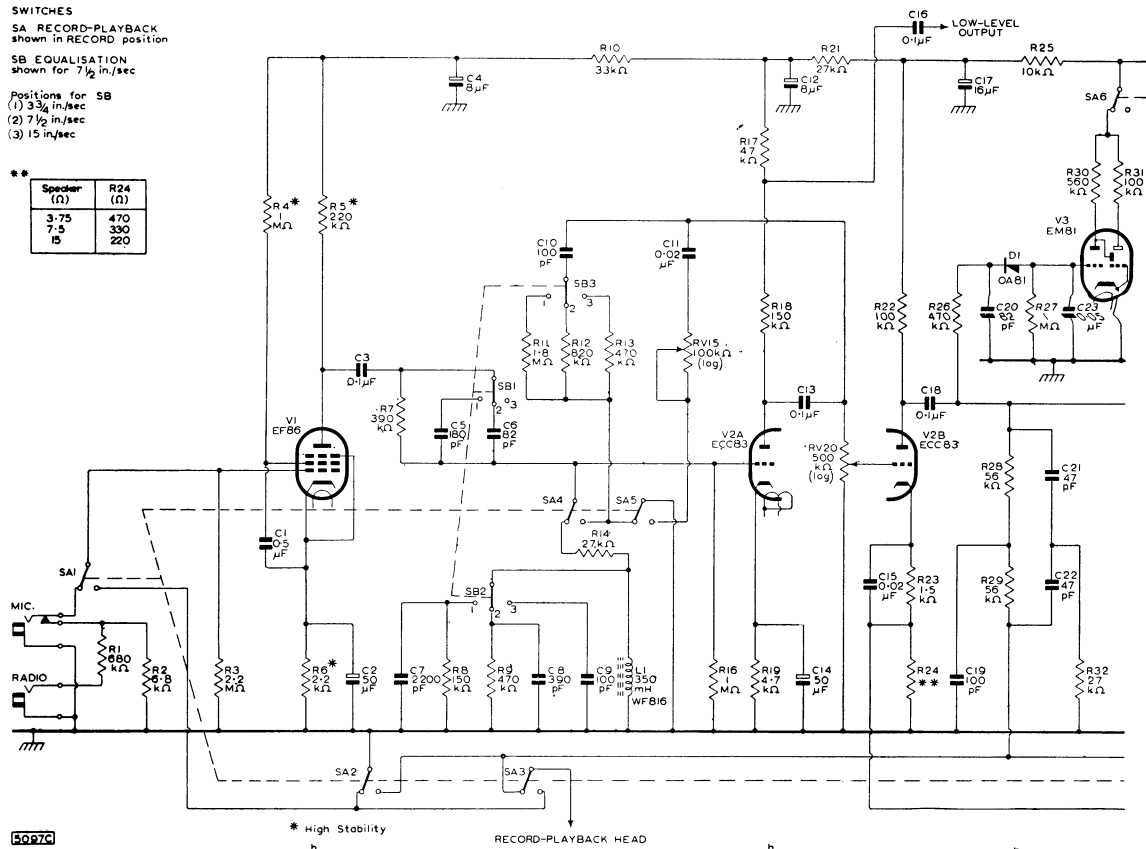 SWITCHES
SA RECORD-PLAYBACK
shown in RECORD position
SB EQUALISATION
shown for 7½ in./sec
Positions for SB
(1) 3¾ in./sec
(2) 7½ in./sec
(3) 15 in/sec
**
Speaker (Ω) R24 (Ω)
3·75 470
7·5 330
15 220
C16
0·1µF
LOW-LEVEL
OUTPUT
R10
33kΩ
R21
27kΩ
R25
10kΩ
C4
8µF
C12
8µF
C17
16µF
SA6
R17
47
kΩ
R30
560
kΩ
R31
100
kΩ
R4*
1
MΩ
R5*
220
kΩ
V3
EM81
C10
100
pF
C11
0·02
µF
SB3
1
2
3
D1
OA81
R11
1·8
MΩ
R12
820
kΩ
R13
470
kΩ
RV15
100kΩ
(log)
R18
150
kΩ
R22
100
kΩ
R26
470
kΩ
C20
82
pF
R27
1
MΩ
C23
µF
C3
0·1µF
SB1
1
2
3
R7
390
kΩ
C5
180
pF
C6
82
pF
C13
0·1µF
C18
0·1µF
V1
EF86
V2A
ECC83
RV20
500
kΩ
(log)
V2B
ECC83
R28
56
kΩ
C21
47
pF
SA4
SA5
R14
27kΩ
C1
0·5
µF
SA1
SB2
1
2
3
C15
0·02
µF
R23
1·5
kΩ
R29
56
kΩ
C22
47
pF
MIC.
R1
680
kΩ
R2
6·8
kΩ
R3
2·2
MΩ
R6*
2·2
kΩ
C2
50
µF
C7
2200
pF
R8
150
kΩ
R9
470
kΩ
C8
390
pF
C9
100
pF
L1
350
mH
WF816
R16
1
MΩ
R19
4·7
kΩ
C14
50
µF
R24
**
C19
100
pF
R32
27
kΩ
RADIO
SA2
SA3
* High Stability
RECORD-PLAYBACK HEAD
5097C
h
h